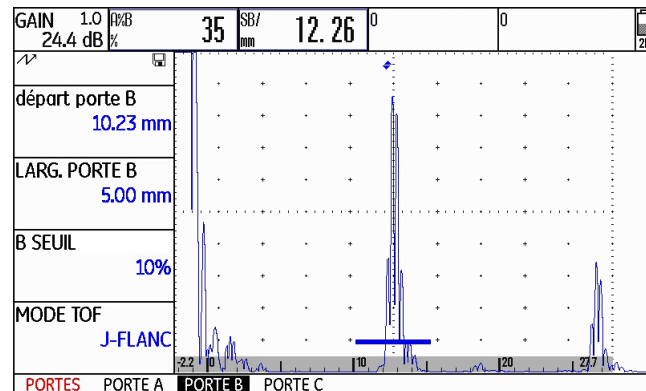 GAIN 1.0 A%B 35 SB/ 12.26 0 0
24.4 dB % mm
départ porte B
10.23 mm
LARG. PORTE B
5.00 mm
B SEUIL
10%
MODE TOF
J-FLANC
-2.2 0 10 20 27.7
PORTES PORTE A PORTE B PORTE C